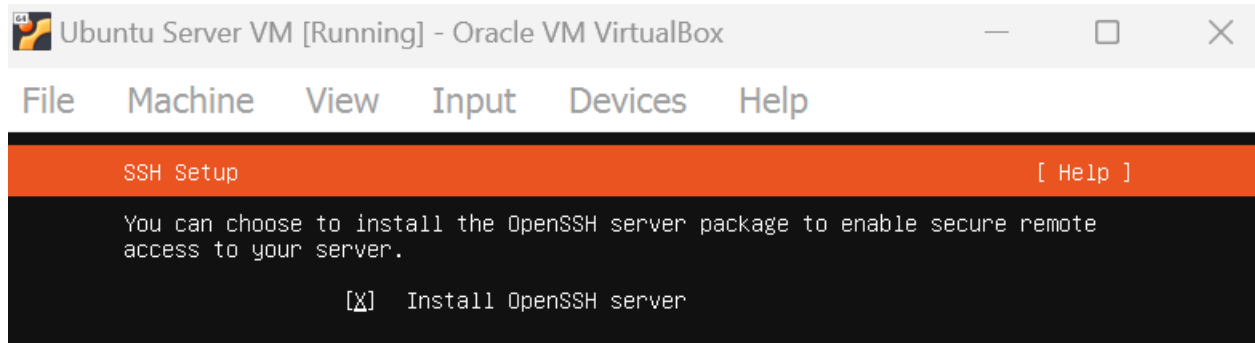 Ubuntu Server VM [Running] - Oracle VM VirtualBox
File Machine View Input Devices Help
SSH Setup [ Help ]
You can choose to install the OpenSSH server package to enable secure remote
access to your server.
[X] Install OpenSSH server